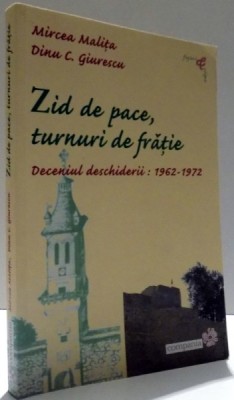 Mircea Malița
Dinu C. Giurescu
Zid de pace,
turnuri de frăție
Deceniul deschiderii : 1962-1972
compania
Zid de pace, turnuri de frăție